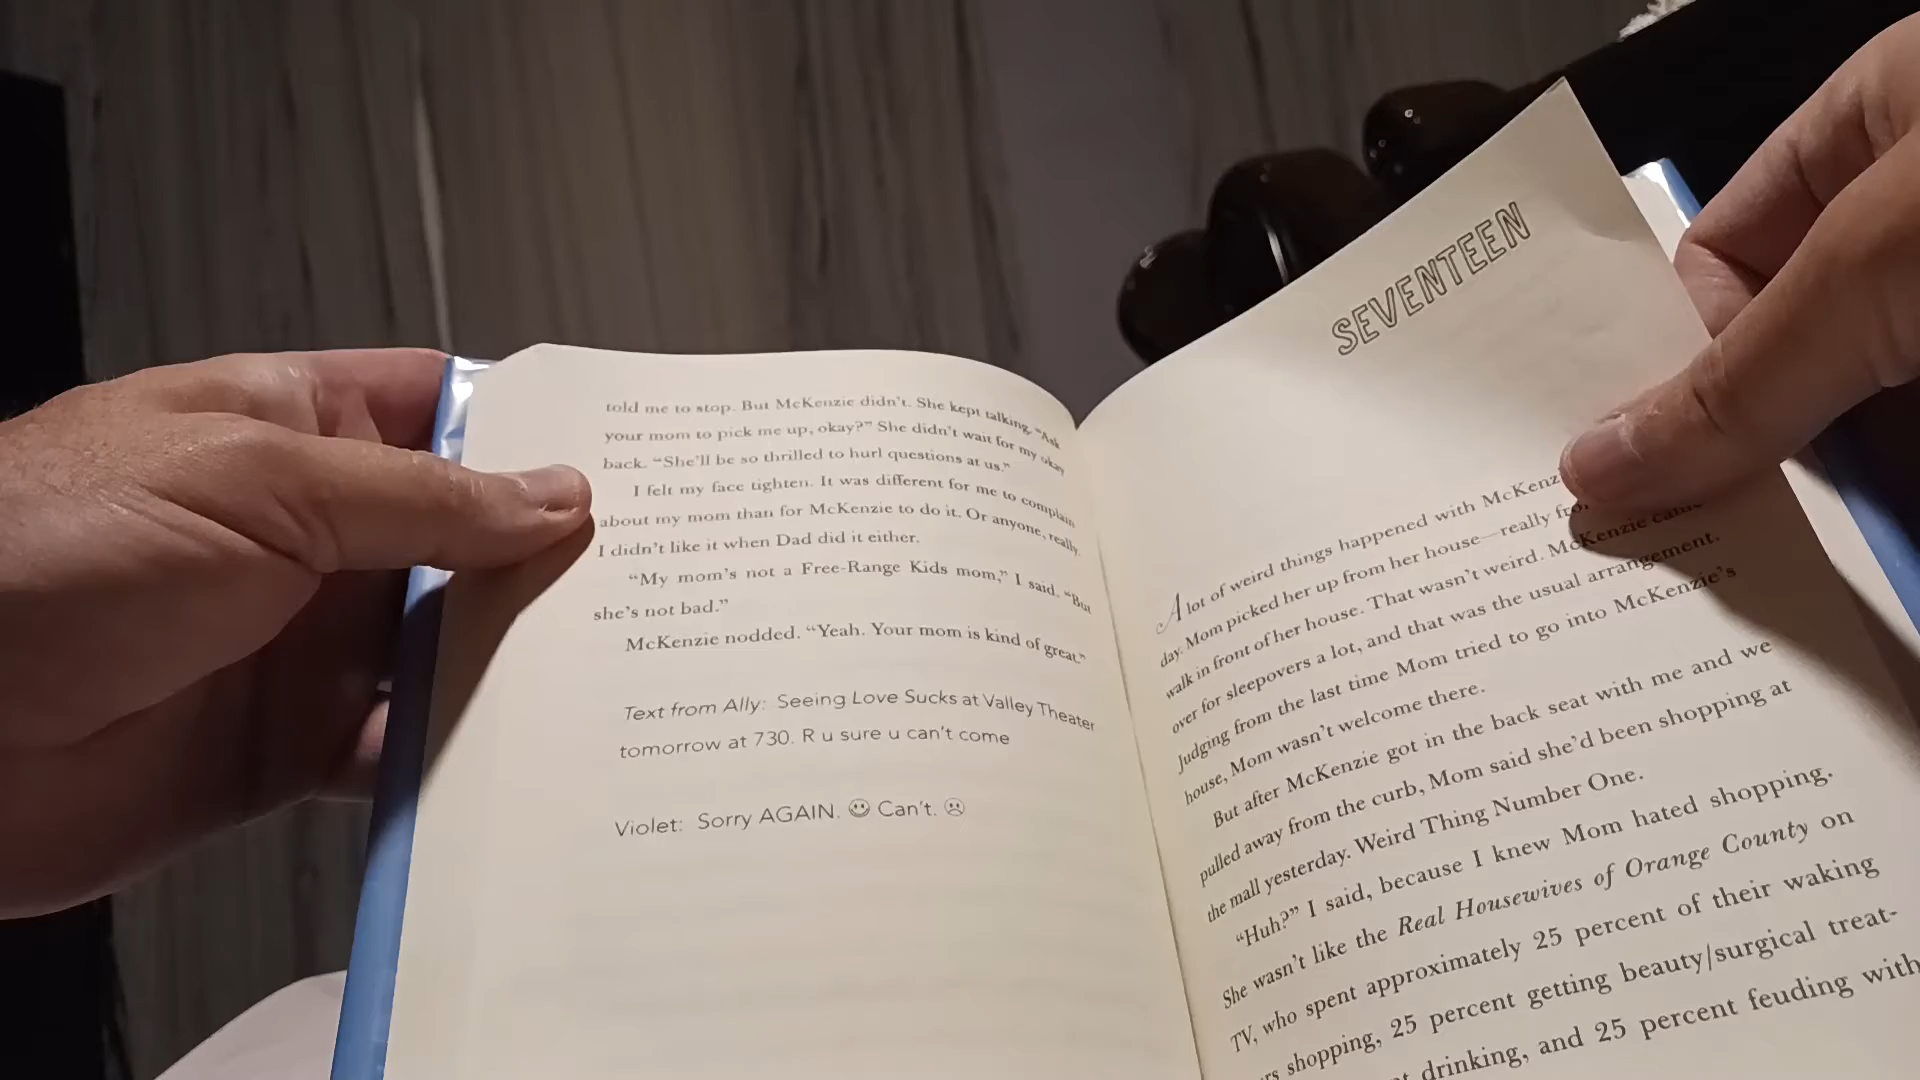 told me to stop. But McKenzie didn't. She kept talking. "Ask
your mom to pick me up, okay?" She didn't wait for my okay
back. "She'll be so thrilled to hurl questions at us."
I felt my face tighten. It was different for me to complain
about my mom than for McKenzie to do it. Or anyone, really.
I didn't like it when Dad did it either.
"My mom's not a Free-Range Kids mom," I said. "But
she's not bad."
McKenzie nodded. "Yeah. Your mom is kind of great."
Text from Ally: Seeing Love Sucks at Valley Theater
tomorrow at 730. R u sure u can't come
Violet: Sorry AGAIN. 🙂 Can't. ☹
SEVENTEEN
A lot of weird things happened with
day. Mom picked her up from her house—really
walk in front of her house. That wasn't weird. McKenzie came
over for sleepovers a lot, and that was the usual arrangement.
Judging from the last time Mom tried to go into McKenzie's
house, Mom wasn't welcome there.
But after McKenzie got in the back seat with me and we
pulled away from the curb, Mom said she'd been shopping at
the mall yesterday. Weird Thing Number One.
"Huh?" I said, because I knew Mom hated shopping.
She wasn't like the Real Housewives of Orange County on
TV, who spent approximately 25 percent of their waking
shopping, 25 percent getting beauty/surgical treat-
drinking, and 25 percent feuding with